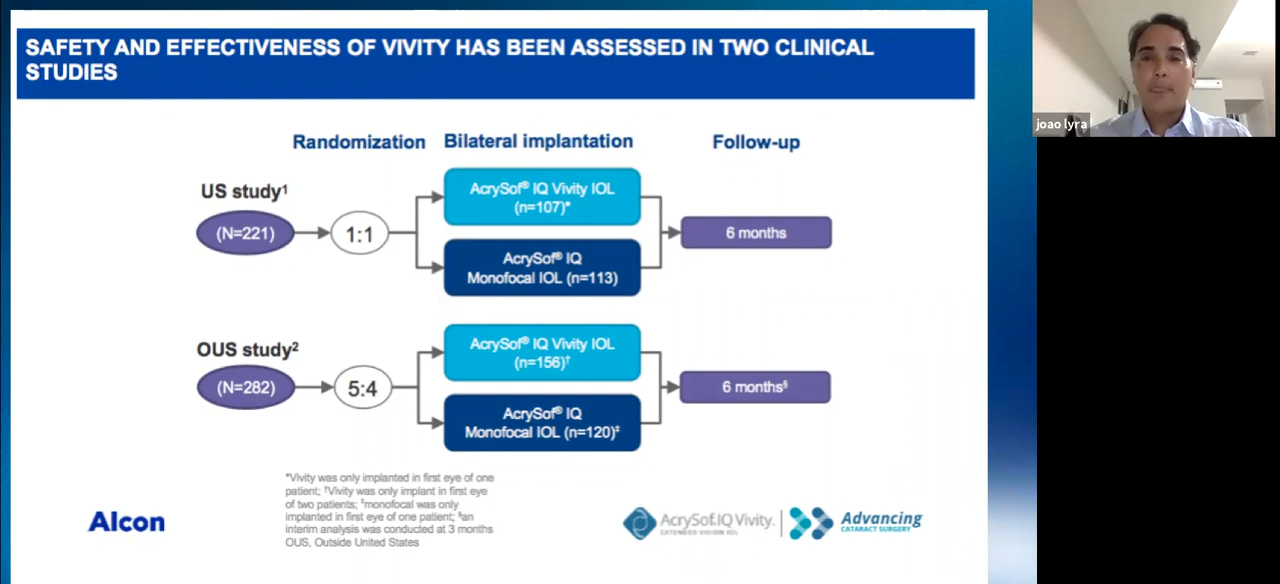 SAFETY AND EFFECTIVENESS OF VIVITY HAS BEEN ASSESSED IN TWO CLINICAL
STUDIES
joao lyra
Randomization
Bilateral implantation
Follow-up
US study¹
(N=221)
1:1
AcrySof® IQ Vivity IOL
(n=107)*
AcrySof® IQ
Monofocal IOL (n=113)
6 months
OUS study²
(N=282)
5:4
AcrySof® IQ Vivity IOL
(n=156)†
AcrySof® IQ
Monofocal IOL (n=120)‡
6 months§
*Vivity was only implanted in first eye of one
patient; †Vivity was only implant in first eye
of two patients; ‡monofocal was only
implanted in first eye of one patient; §an
interim analysis was conducted at 3 months
OUS, Outside United States
Alcon
AcrySof IQ Vivity.
EXTENDED VISION IOL
Advancing
CATARACT SURGERY